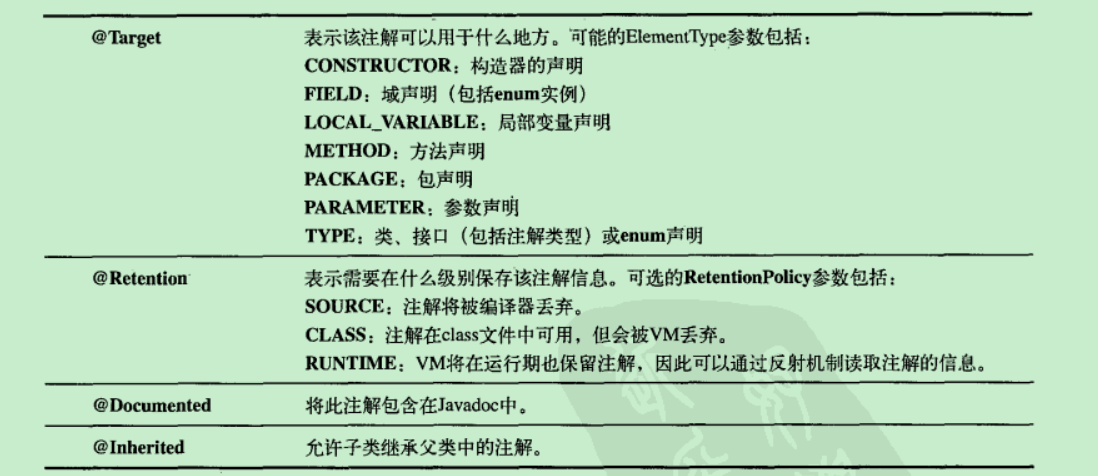 @Target 表示该注解可以用于什么地方。可能的ElementType参数包括：
CONSTRUCTOR：构造器的声明
FIELD：域声明（包括enum实例）
LOCAL_VARIABLE：局部变量声明
METHOD：方法声明
PACKAGE：包声明
PARAMETER：参数声明
TYPE：类、接口（包括注解类型）或enum声明
@Retention 表示需要在什么级别保存该注解信息。可选的RetentionPolicy参数包括：
SOURCE：注解将被编译器丢弃。
CLASS：注解在class文件中可用，但会被VM丢弃。
RUNTIME：VM将在运行期也保留注解，因此可以通过反射机制读取注解的信息。
@Documented 将此注解包含在Javadoc中。
@Inherited 允许子类继承父类中的注解。